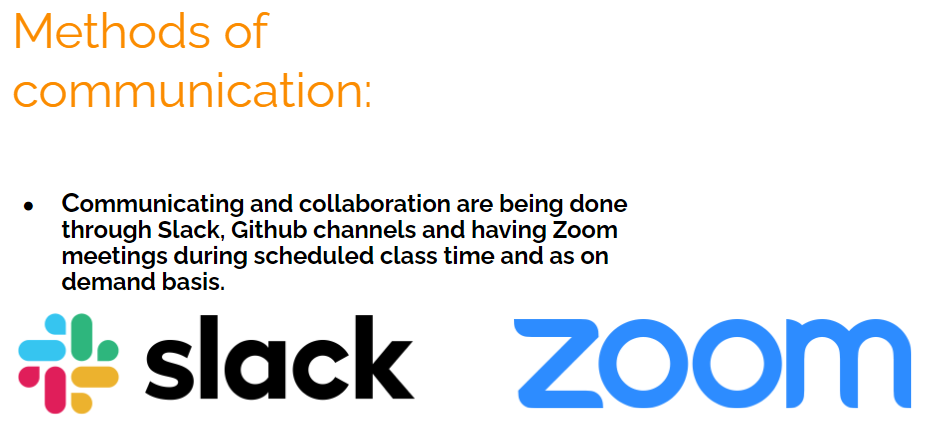 Methods of
communication:
● Communicating and collaboration are being done
through Slack, Github channels and having Zoom
meetings during scheduled class time and as on
demand basis.
slack
zoom